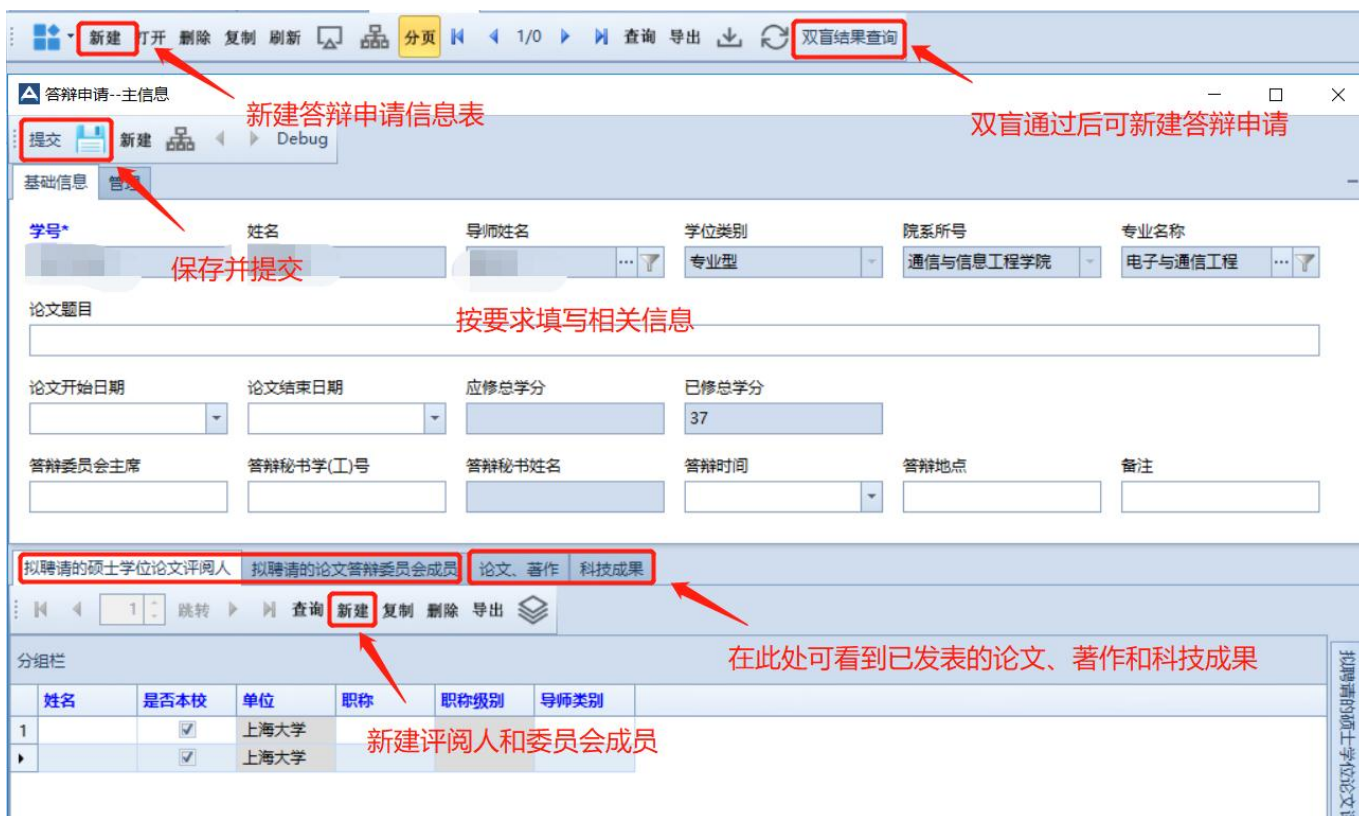 新建 打开 删除 复制 刷新 分页 1/0 查询 导出 双盲结果查询
答辩申请--主信息
新建答辩申请信息表
双盲通过后可新建答辩申请
提交 新建 Debug
基础信息 管理
学号* 姓名 导师姓名 学位类别 院系所号 专业名称
保存并提交 专业型 通信与信息工程学院 电子与通信工程
论文题目
按要求填写相关信息
论文开始日期 论文结束日期 应修总学分 已修总学分
37
答辩委员会主席 答辩秘书学(工)号 答辩秘书姓名 答辩时间 答辩地点 备注
拟聘请的硕士学位论文评阅人 拟聘请的论文答辩委员会成员 论文、著作 科技成果
1 跳转 查询 新建 复制 删除 导出
在此处可看到已发表的论文、著作和科技成果
分组栏
姓名 是否本校 单位 职称 职称级别 导师类别
1 上海大学
新建评阅人和委员会成员
上海大学
拟聘请的硕士学位论文